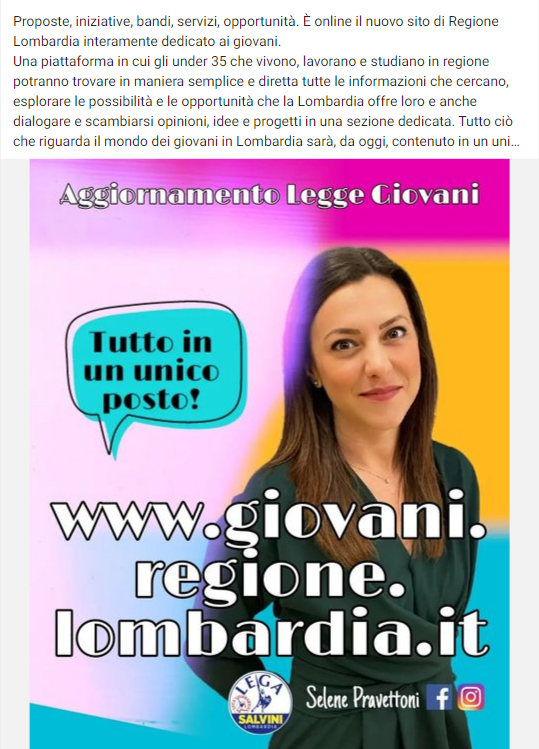 Proposte, iniziative, bandi, servizi, opportunità. È online il nuovo sito di Regione
Lombardia interamente dedicato ai giovani.
Una piattaforma in cui gli under 35 che vivono, lavorano e studiano in regione
potranno trovare in maniera semplice e diretta tutte le informazioni che cercano,
esplorare le possibilità e le opportunità che la Lombardia offre loro e anche
dialogare e scambiarsi opinioni, idee e progetti in una sezione dedicata. Tutto ciò
che riguarda il mondo dei giovani in Lombardia sarà, da oggi, contenuto in un uni...
Aggiornamento Legge Giovani
Tutto in
un unico
posto!
www.giovani.
regione.
lombardia.it
LEGA
SALVINI
LOMBARDIA
Selene Pravettoni